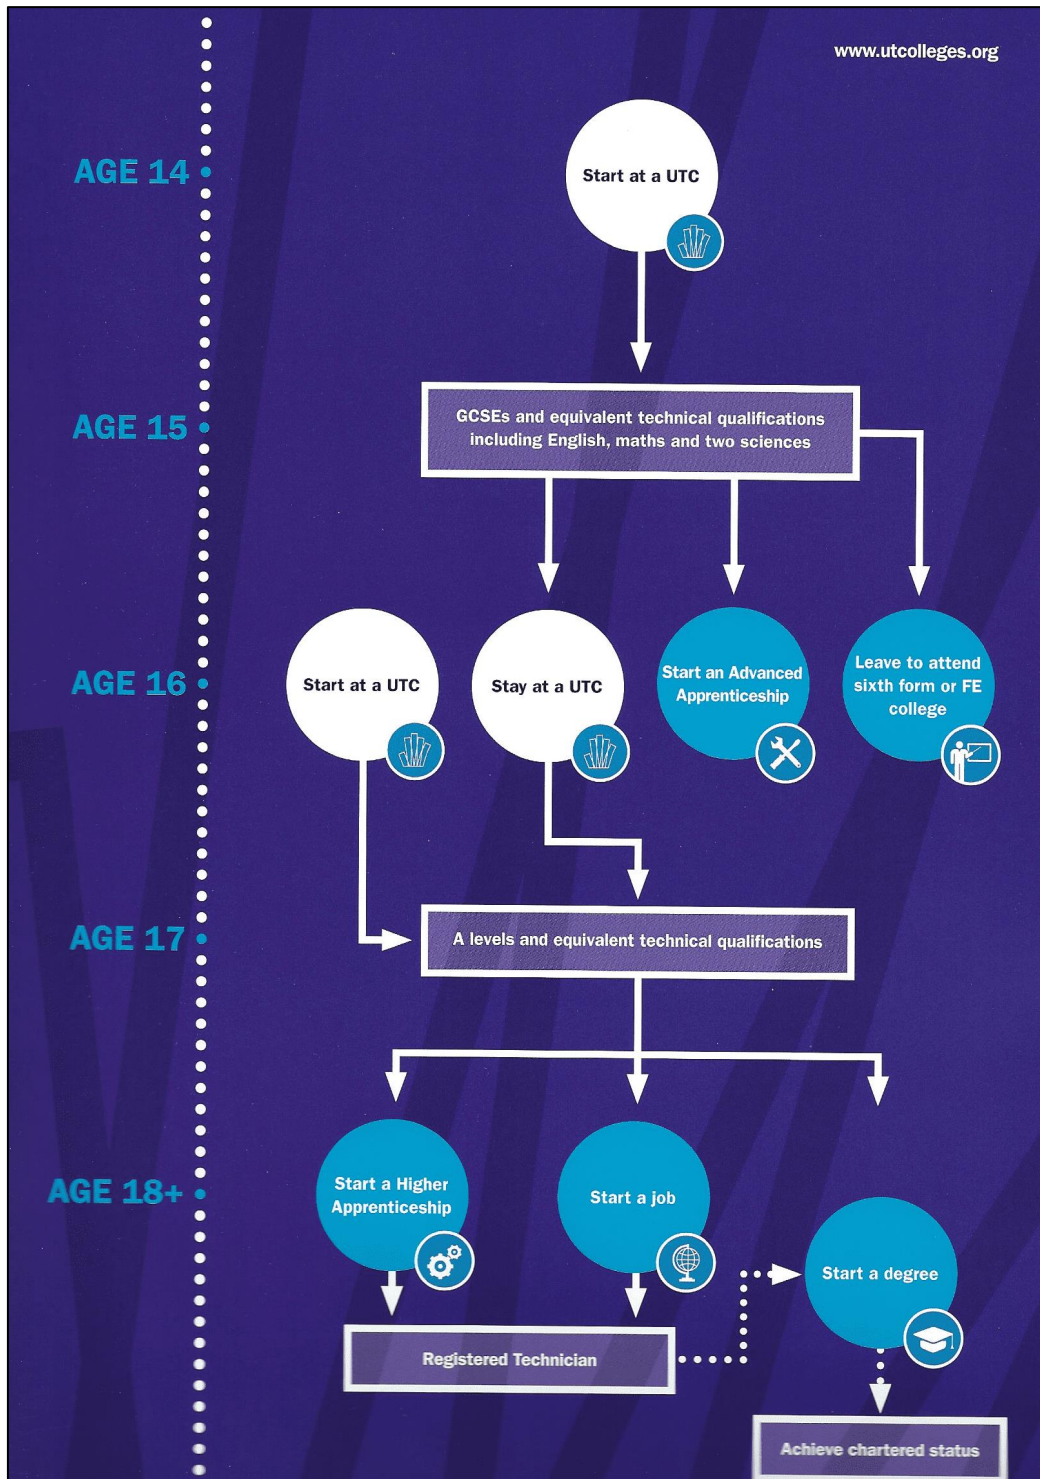 www.utcolleges.org
AGE 14
Start at a UTC
AGE 15
GCSEs and equivalent technical qualifications
including English, maths and two sciences
AGE 16
Start at a UTC
Stay at a UTC
Start an Advanced
Apprenticeship
Leave to attend
sixth form or FE
college
AGE 17
A levels and equivalent technical qualifications
AGE 18+
Start a Higher
Apprenticeship
Start a job
Start a degree
Registered Technician
Achieve chartered status